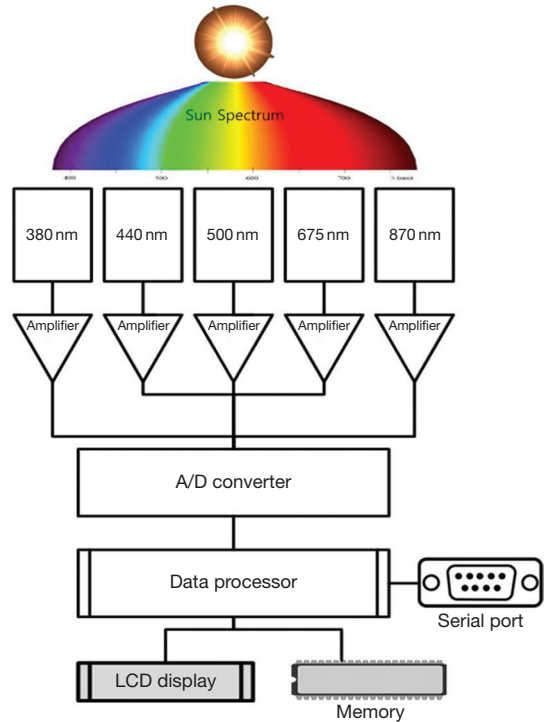 Sun Spectrum
400 500 600 700
380 nm 440 nm 500 nm 675 nm 870 nm
Amplifier Amplifier Amplifier Amplifier Amplifier
A/D converter
Data processor
Serial port
LCD display
Memory